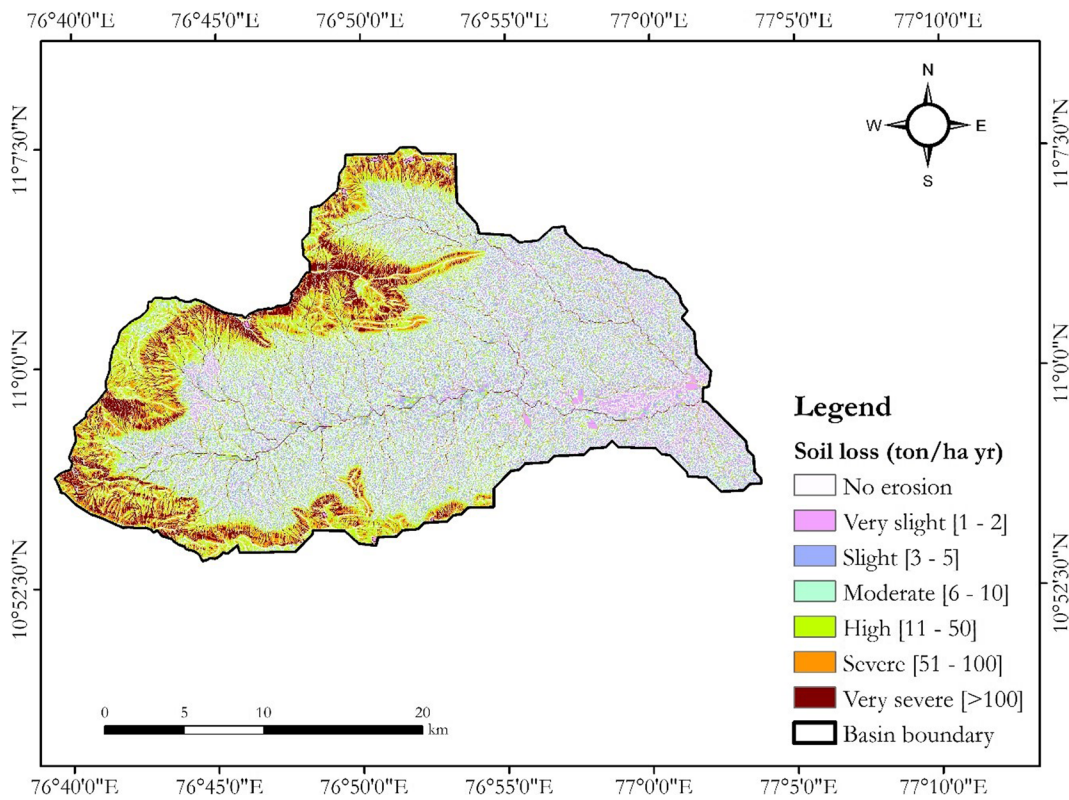 76°40'0"E 76°45'0"E 76°50'0"E 76°55'0"E 77°0'0"E 77°5'0"E 77°10'0"E
N
W E
S
11°7'30"N
11°7'30"N
11°0'0"N
11°0'0"N
10°52'30"N
10°52'30"N
Legend
Soil loss (ton/ha yr)
No erosion
Very slight [1 - 2]
Slight [3 - 5]
Moderate [6 - 10]
High [11 - 50]
Severe [51 - 100]
Very severe [>100]
Basin boundary
0 5 10 20
km
76°40'0"E 76°45'0"E 76°50'0"E 76°55'0"E 77°0'0"E 77°5'0"E 77°10'0"E